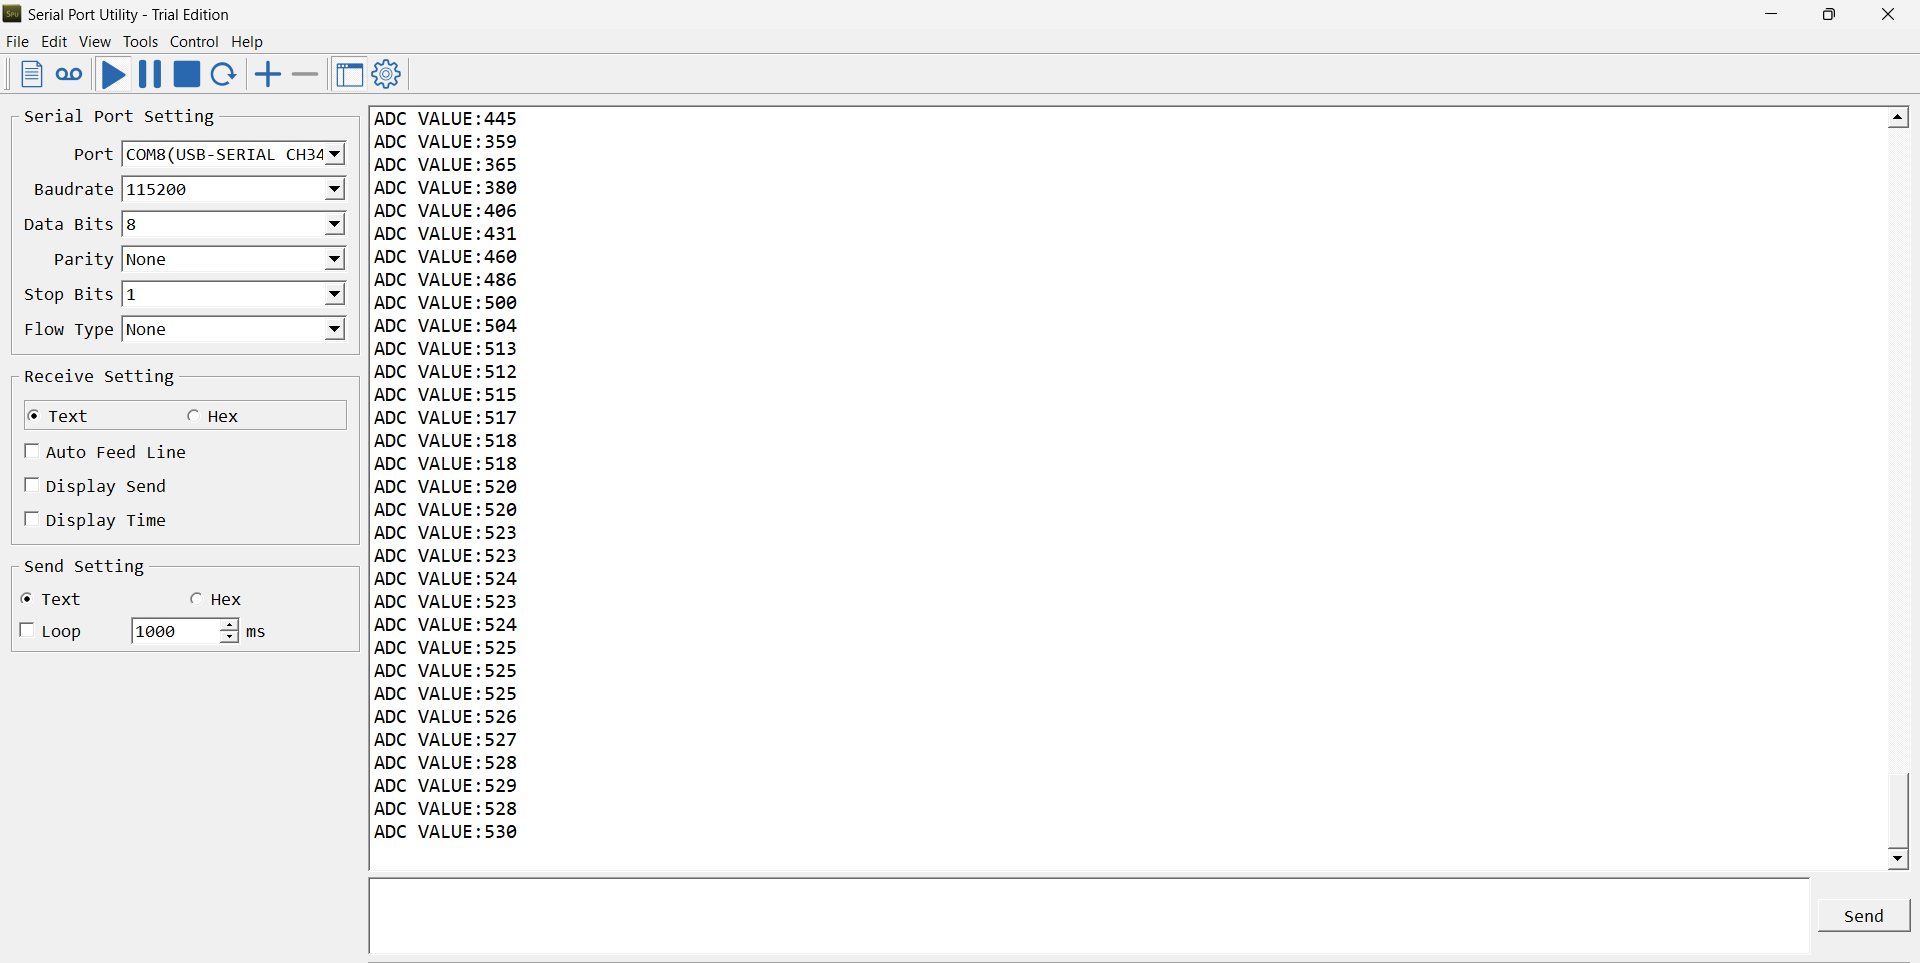 Serial Port Utility - Trial Edition
File Edit View Tools Control Help
Serial Port Setting
Port COM8(USB-SERIAL CH34
Baudrate 115200
Data Bits 8
Parity None
Stop Bits 1
Flow Type None
Receive Setting
Text Hex
Auto Feed Line
Display Send
Display Time
Send Setting
Text Hex
Loop 1000 ms
ADC VALUE:445
ADC VALUE:359
ADC VALUE:365
ADC VALUE:380
ADC VALUE:406
ADC VALUE:431
ADC VALUE:460
ADC VALUE:486
ADC VALUE:500
ADC VALUE:504
ADC VALUE:513
ADC VALUE:512
ADC VALUE:515
ADC VALUE:517
ADC VALUE:518
ADC VALUE:518
ADC VALUE:520
ADC VALUE:520
ADC VALUE:523
ADC VALUE:523
ADC VALUE:524
ADC VALUE:523
ADC VALUE:524
ADC VALUE:525
ADC VALUE:525
ADC VALUE:525
ADC VALUE:526
ADC VALUE:527
ADC VALUE:528
ADC VALUE:529
ADC VALUE:528
ADC VALUE:530
Send